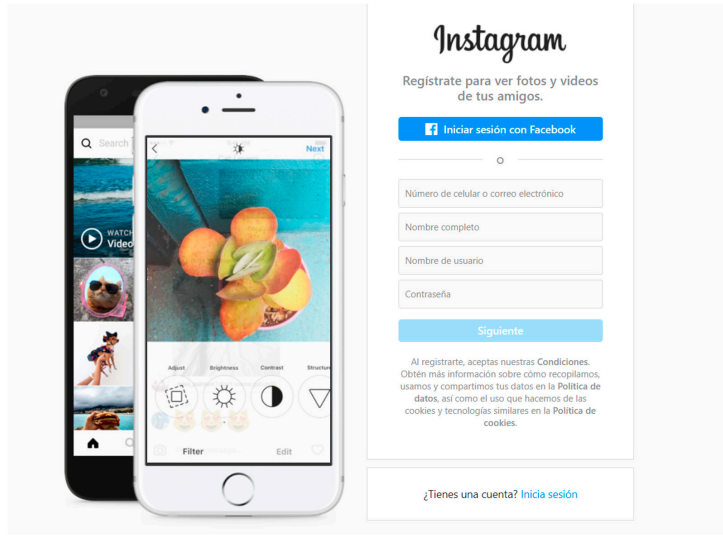 Instagram
Regístrate para ver fotos y videos
de tus amigos.
Iniciar sesión con Facebook
o
Número de celular o correo electrónico
Nombre completo
Nombre de usuario
Contraseña
Siguiente
Al registrarte, aceptas nuestras Condiciones.
Obtén más información sobre cómo recopilamos,
usamos y compartimos tus datos en la Política de
datos, así como el uso que hacemos de las
cookies y tecnologías similares en la Política de
cookies.
¿Tienes una cuenta? Inicia sesión
Search
WATCH
Video
Next
Adjust Brightness Contrast Structure
Filter Edit